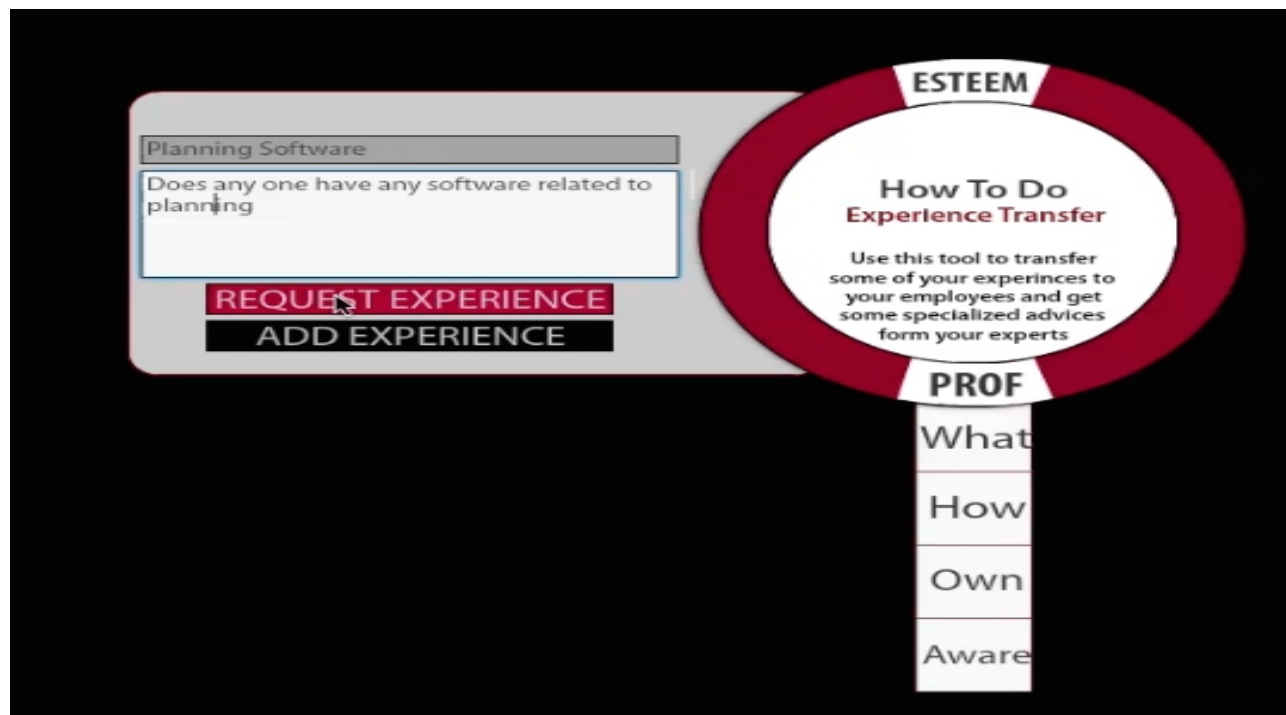 Planning Software
Does any one have any software related to
planning
REQUEST EXPERIENCE
ADD EXPERIENCE
ESTEEM
How To Do
Experience Transfer
Use this tool to transfer
some of your experinces to
your employees and get
some specialized advices
form your experts
PROF
What
How
Own
Aware